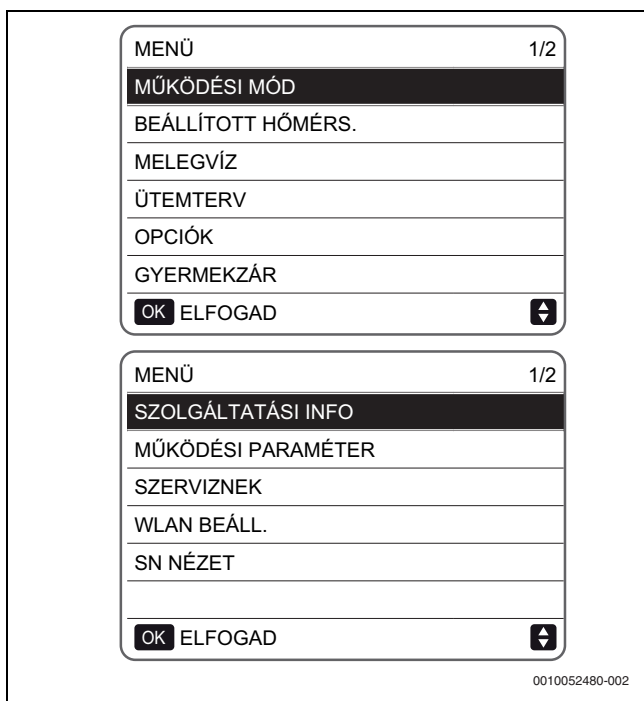 MENÜ 1/2
MŰKÖDÉSI MÓD
BEÁLLÍTOTT HŐMÉRS.
MELEGVÍZ
ÜTEMTERV
OPCIÓK
GYERMEKZÁR
OK ELFOGAD
MENÜ 1/2
SZOLGÁLTATÁSI INFO
MŰKÖDÉSI PARAMÉTER
SZERVIZNEK
WLAN BEÁLL.
SN NÉZET
OK ELFOGAD
0010052480-002